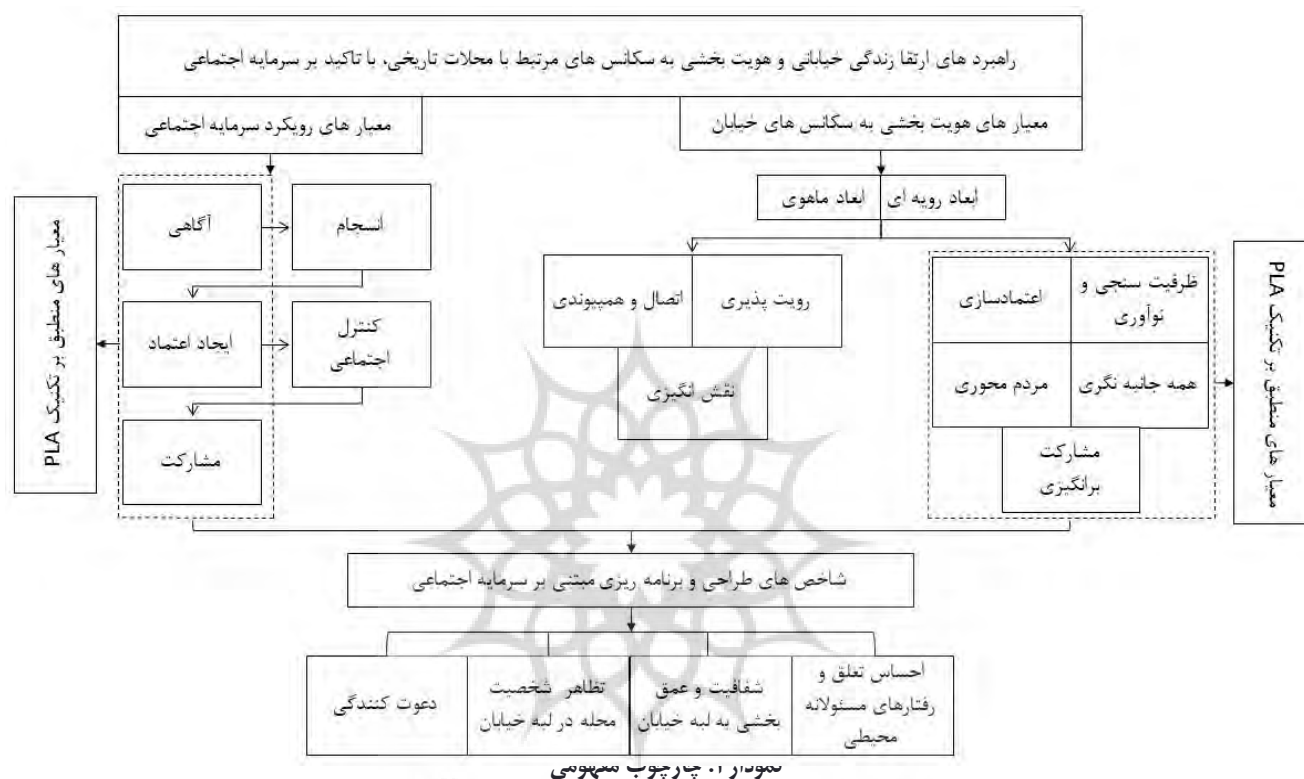 راهبرد های ارتقا زندگی خیابانی و هویت بخشی به سکانس های مرتبط با محلات تاریخی، با تاکید بر سرمایه اجتماعی
معیار های هویت بخشی به سکانس های خیابان
معیار های رویکرد سرمایه اجتماعی
ابعاد رویه ای
ابعاد ماهوی
معیار های منطبق بر تکنیک PLA
ظرفیت سنجی و
نوآوری
اعتمادسازی
همه جانبه نگری
مردم محوری
مشارکت
برانگیزی
رویت پذیری
اتصال و همپیوندی
نقش انگیزی
انسجام
آگاهی
کنترل
اجتماعی
ایجاد اعتماد
مشارکت
معیار های منطبق بر تکنیک PLA
شاخص های طراحی و برنامه ریزی مبتنی بر سرمایه اجتماعی
احساس تعلق و
رفتارهای مسئولانه
محیطی
شفافیت و عمق
بخشی به لبه خیابان
تظاهر شخصیت
محله در لبه خیابان
دعوت کنندگی
نمودار ۱. چارچوب مفهومی